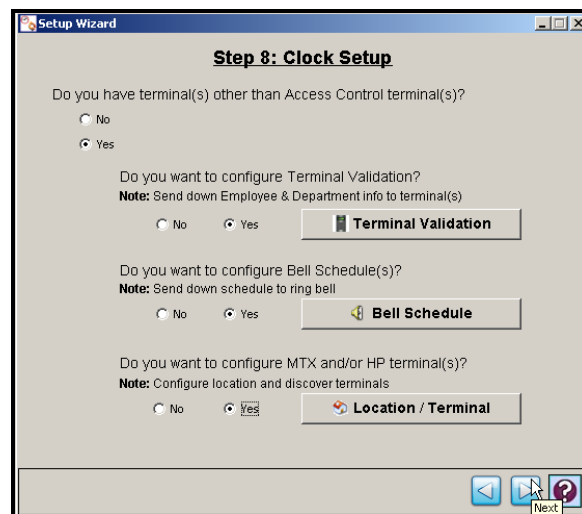 Setup Wizard
Step 8: Clock Setup
Do you have terminal(s) other than Access Control terminal(s)?
No
Yes
Do you want to configure Terminal Validation?
Note: Send down Employee & Department info to terminal(s)
No Yes Terminal Validation
Do you want to configure Bell Schedule(s)?
Note: Send down schedule to ring bell
No Yes Bell Schedule
Do you want to configure MTX and/or HP terminal(s)?
Note: Configure location and discover terminals
No Yes Location / Terminal
?
Next